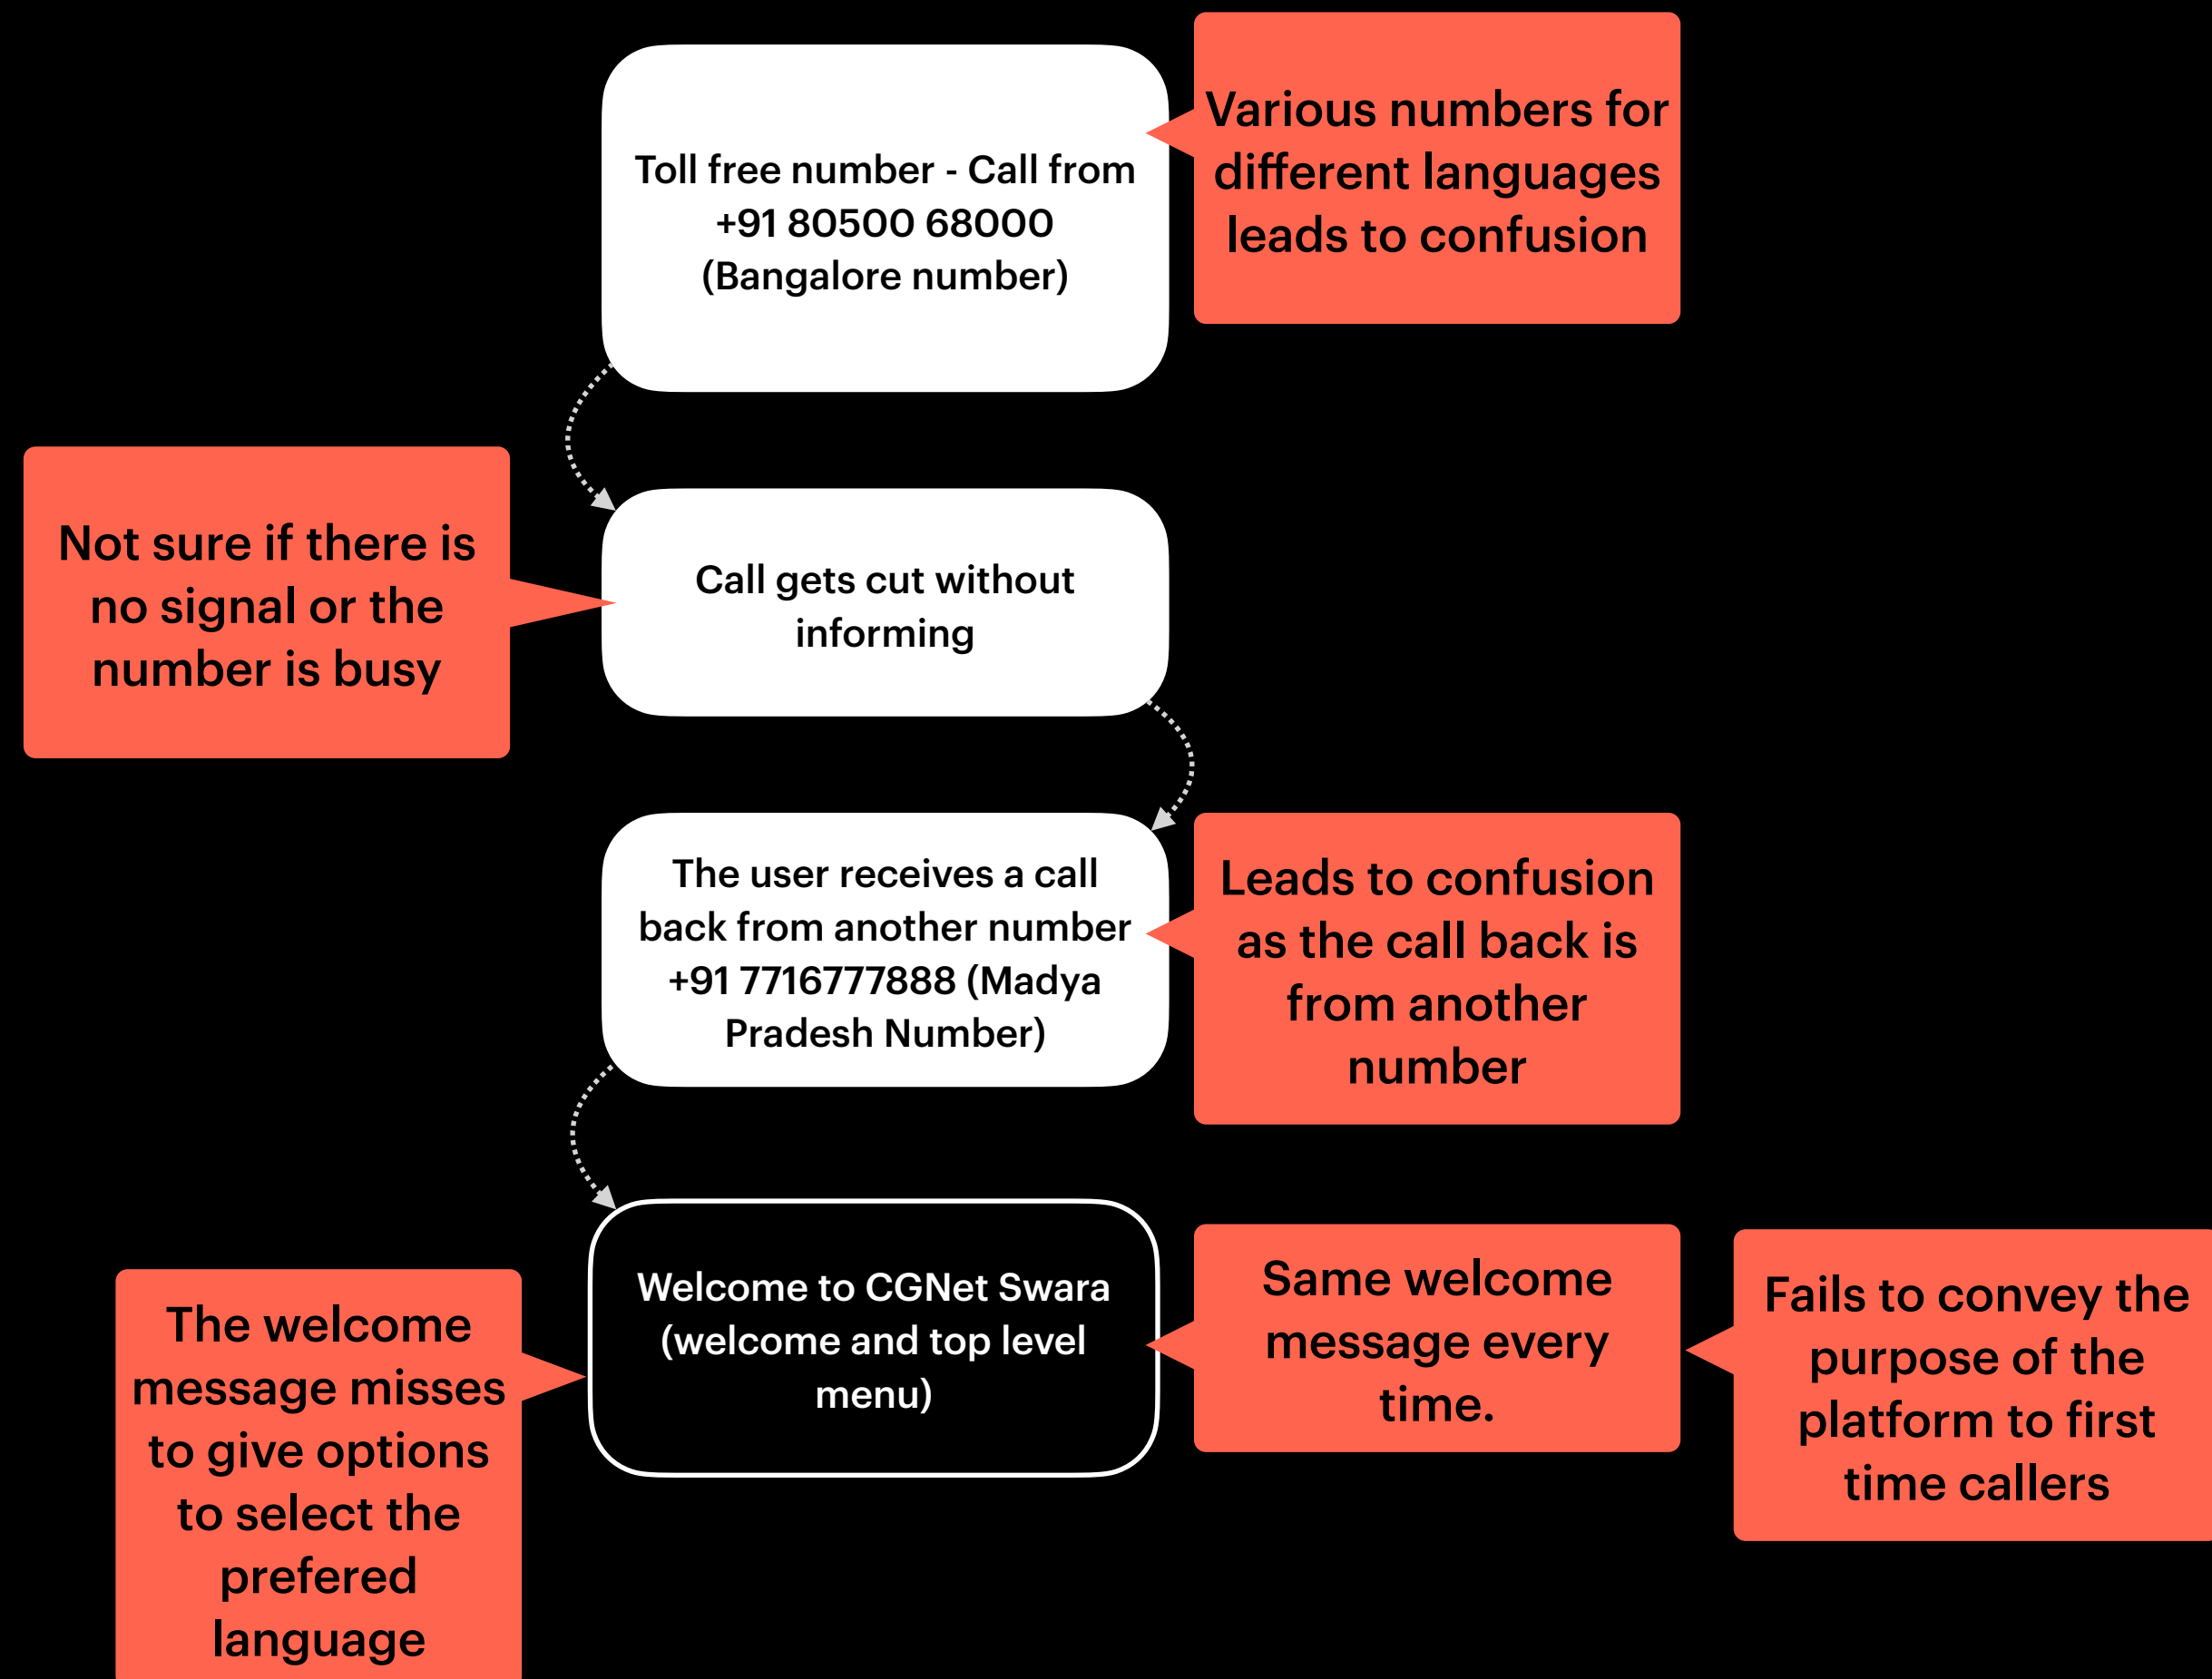 Toll free number - Call from
+91 80500 68000
(Bangalore number)
Various numbers for
different languages
leads to confusion
Not sure if there is
no signal or the
number is busy
Call gets cut without
informing
The user receives a call
back from another number
+91 7716777888 (Madya
Pradesh Number)
Leads to confusion
as the call back is
from another
number
The welcome
message misses
to give options
to select the
prefered
language
Welcome to CGNet Swara
(welcome and top level
menu)
Same welcome
message every
time.
Fails to convey the
purpose of the
platform to first
time callers